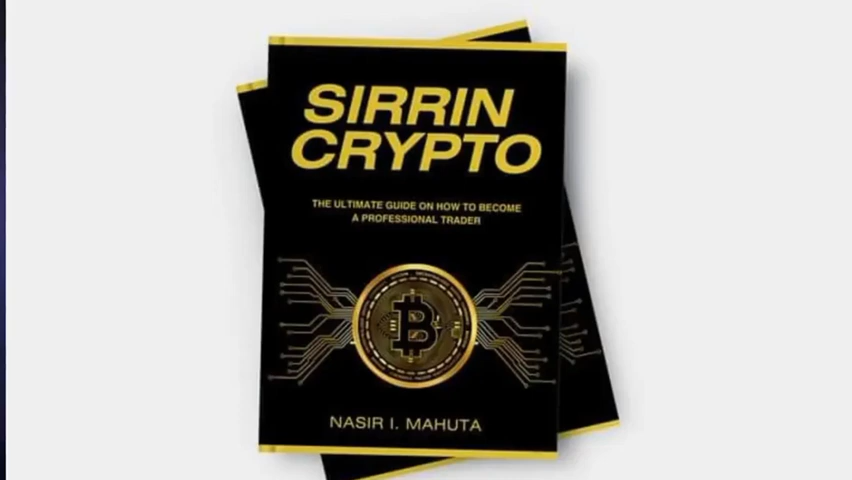 SIRRIN
CRYPTO
THE ULTIMATE GUIDE ON HOW TO BECOME
A PROFESSIONAL TRADER
NASIR I. MAHUTA